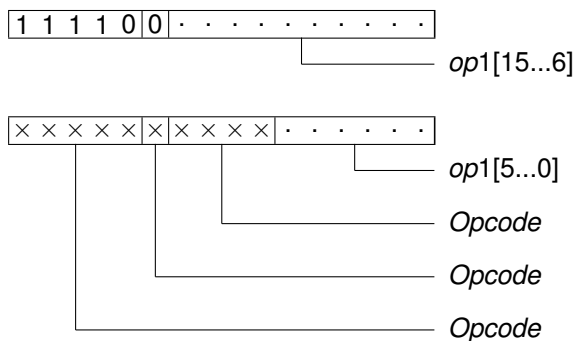 1 1 1 1 0 0 · · · · · · · · · ·
op1[15...6]
× × × × × × × × × × · · · · · ·
op1[5...0]
Opcode
Opcode
Opcode